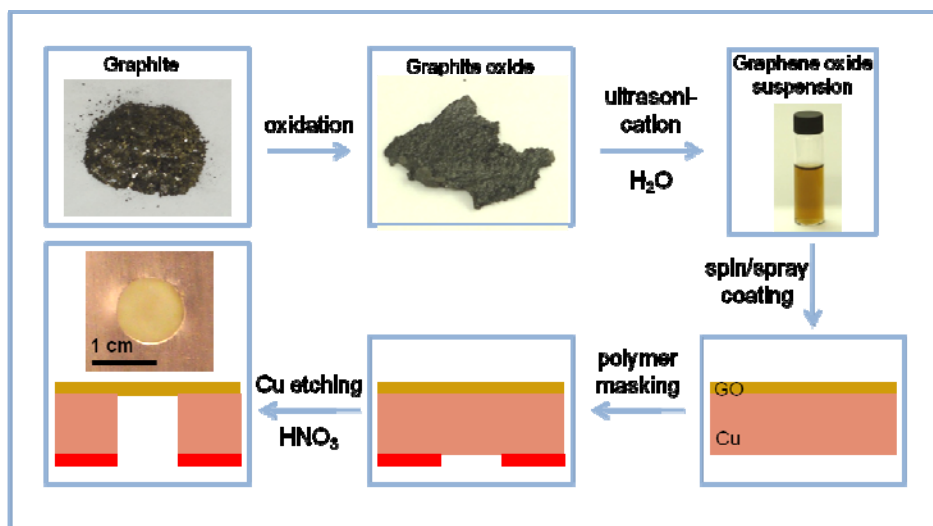 Graphite
oxidation
Graphite oxide
ultrasoni-
cation
H₂O
Graphene oxide
suspension
spin/spray
coating
GO
Cu
polymer
masking
Cu etching
HNO₃
1 cm